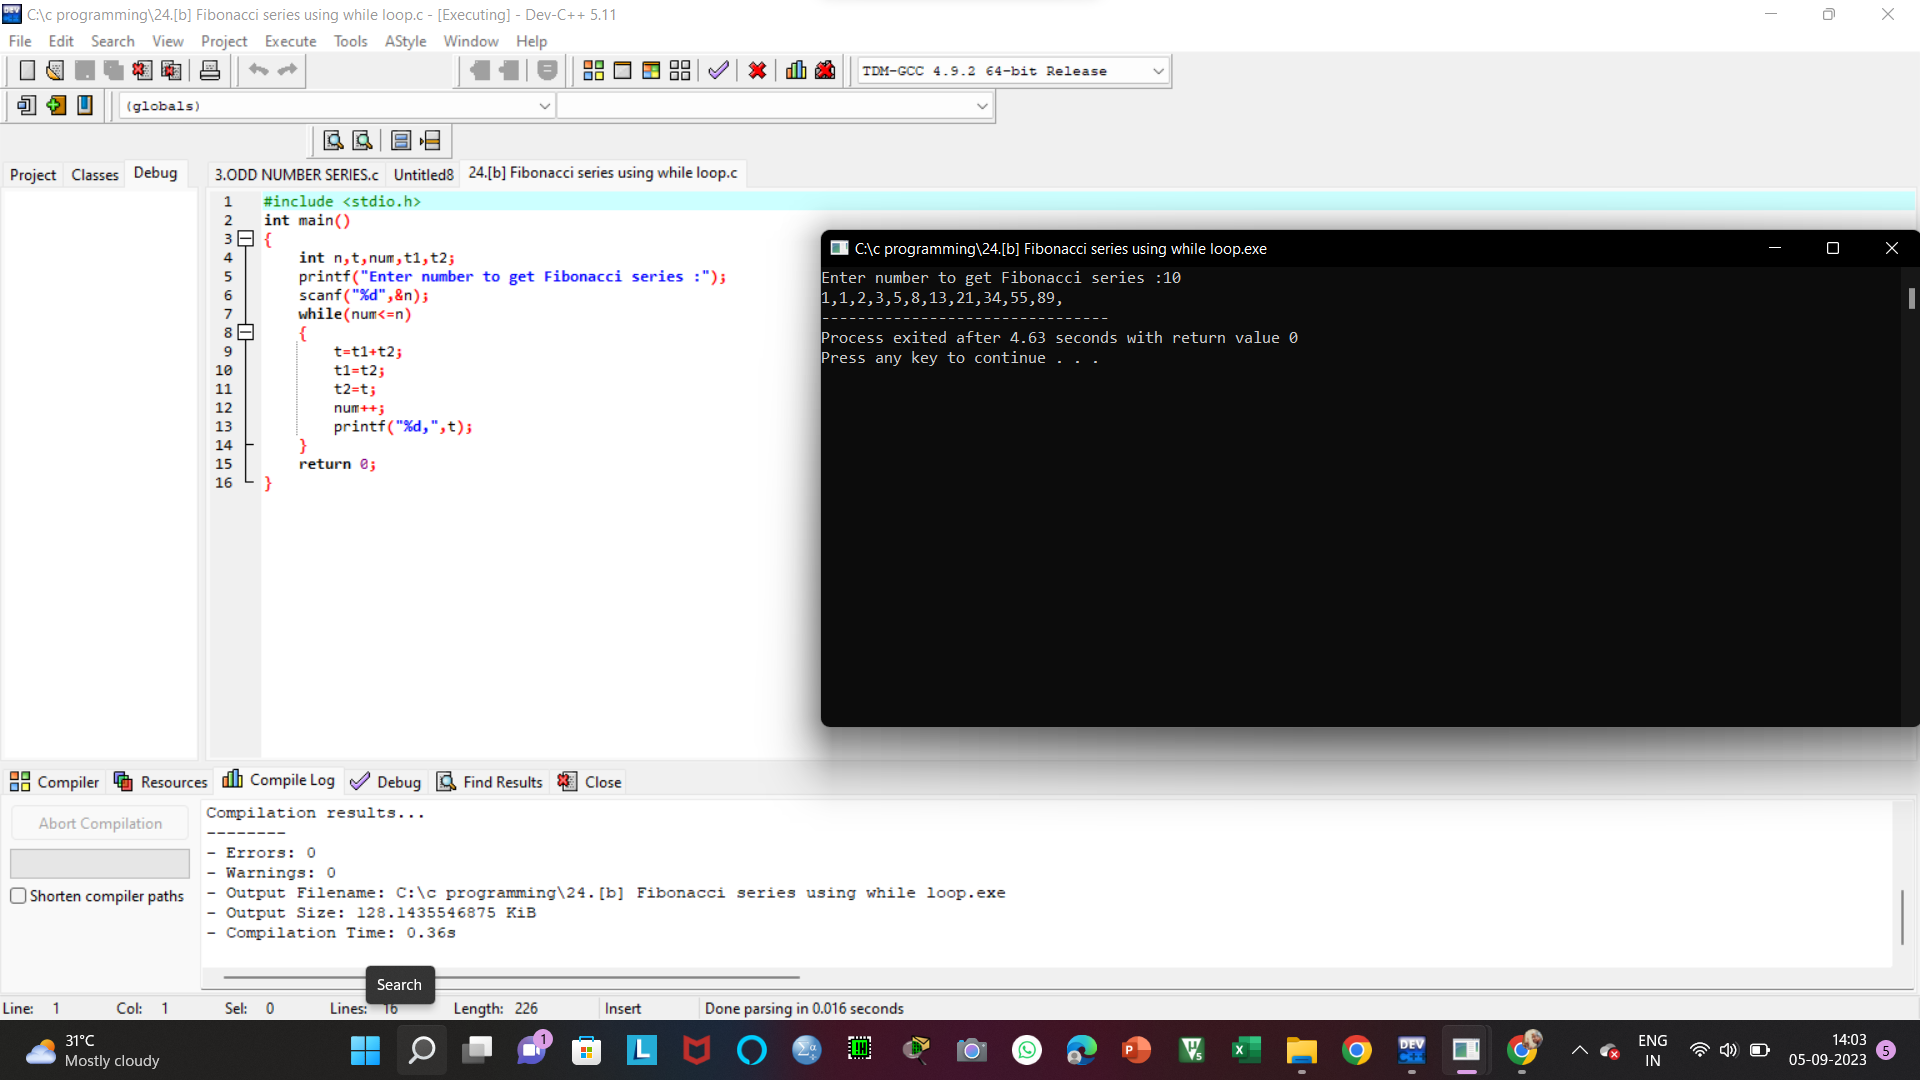 C:\c programming\24.[b] Fibonacci series using while loop.c - [Executing] - Dev-C++ 5.11
File Edit Search View Project Execute Tools AStyle Window Help
TDM-GCC 4.9.2 64-bit Release
(globals)
Project Classes Debug
3.ODD NUMBER SERIES.c Untitled8 24.[b] Fibonacci series using while loop.c
1 #include <stdio.h>
2 int main()
3 {
4 int n,t,num,t1,t2;
5 printf("Enter number to get Fibonacci series :");
6 scanf("%d",&n);
7 while(num<=n)
8 {
9 t=t1+t2;
10 t1=t2;
11 t2=t;
12 num++;
13 printf("%d,",t);
14 }
15 return 0;
16 }
C:\c programming\24.[b] Fibonacci series using while loop.exe
Enter number to get Fibonacci series :10
1,1,2,3,5,8,13,21,34,55,89,
--------------------------------
Process exited after 4.63 seconds with return value 0
Press any key to continue . . .
Compiler Resources Compile Log Debug Find Results Close
Abort Compilation
Shorten compiler paths
Compilation results...
--------
- Errors: 0
- Warnings: 0
- Output Filename: C:\c programming\24.[b] Fibonacci series using while loop.exe
- Output Size: 128.1435546875 KiB
- Compilation Time: 0.36s
Search
Line: 1 Col: 1 Sel: 0 Lines: 16 Length: 226 Insert Done parsing in 0.016 seconds
31°C
Mostly cloudy
1
ENG
IN
14:03
05-09-2023
5